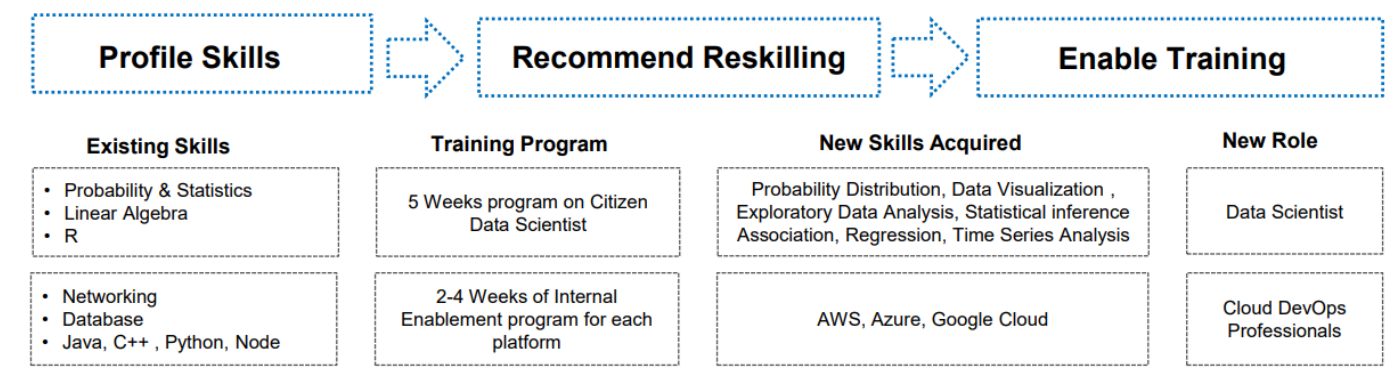 Profile Skills
Recommend Reskilling
Enable Training
Existing Skills
Training Program
New Skills Acquired
New Role
• Probability & Statistics
• Linear Algebra
• R
5 Weeks program on Citizen
Data Scientist
Probability Distribution, Data Visualization ,
Exploratory Data Analysis, Statistical inference
Association, Regression, Time Series Analysis
Data Scientist
• Networking
• Database
• Java, C++ , Python, Node
2-4 Weeks of Internal
Enablement program for each
platform
AWS, Azure, Google Cloud
Cloud DevOps
Professionals